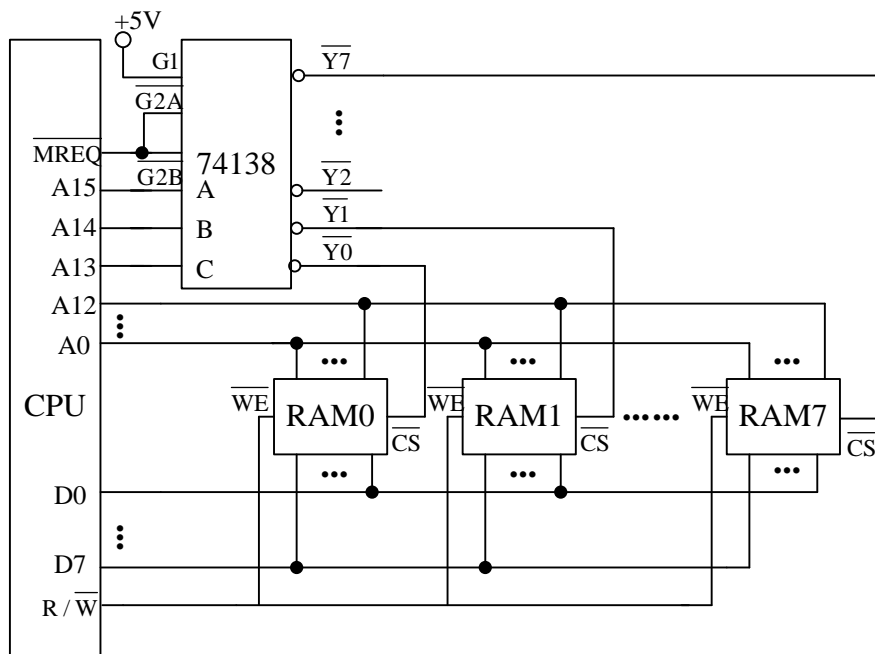 +5V
G1
G2A
MREQ
G2B
74138
A15
A
A14
B
A13
C
A12
A0
CPU
D0
D7
R / W
Y7
Y2
Y1
Y0
WE
RAM0
CS
WE
RAM1
CS
WE
RAM7
CS